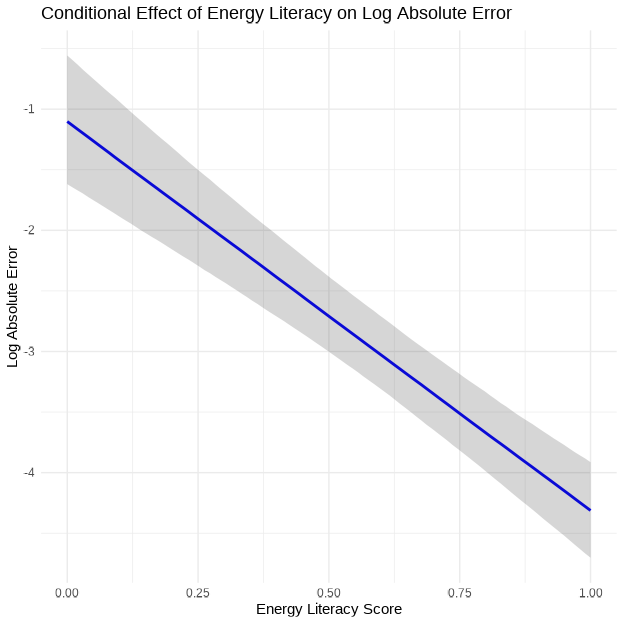 Conditional Effect of Energy Literacy on Log Absolute Error
Log Absolute Error
-1
-2
-3
-4
0.00 0.25 0.50 0.75 1.00
Energy Literacy Score